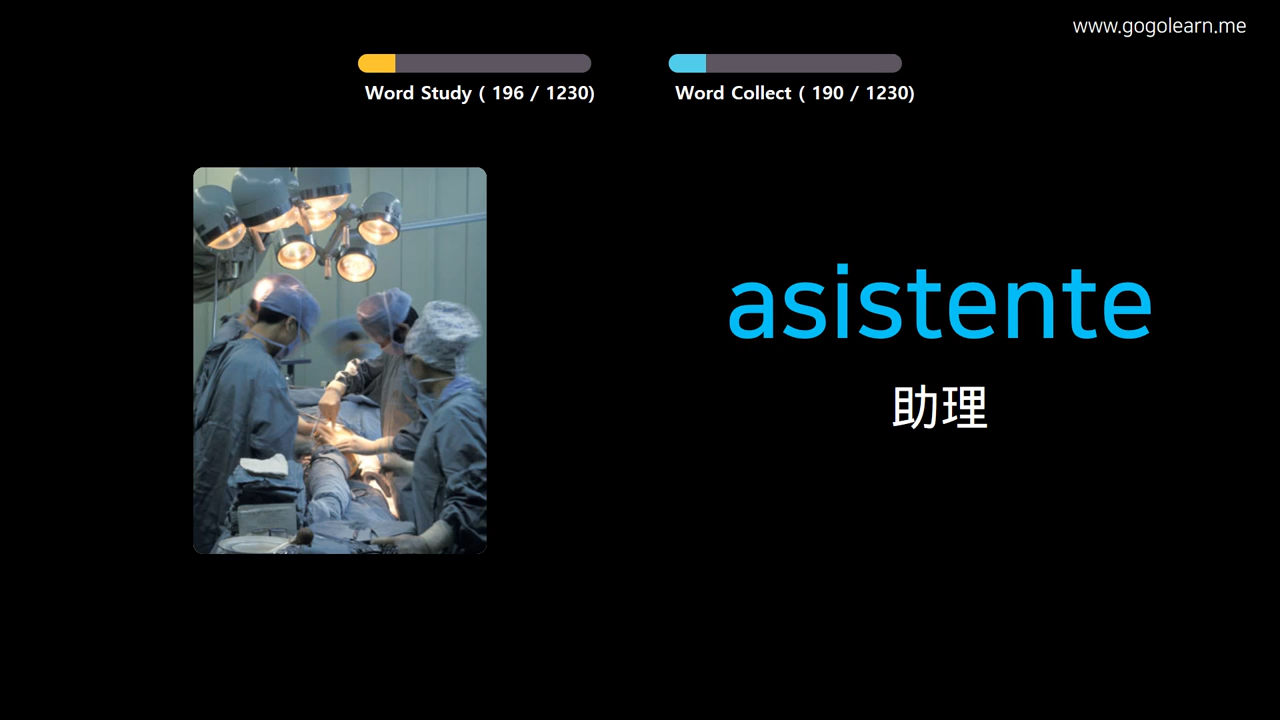 www.gogolearn.me
Word Study ( 196 / 1230)
Word Collect ( 190 / 1230)
asistente
助理